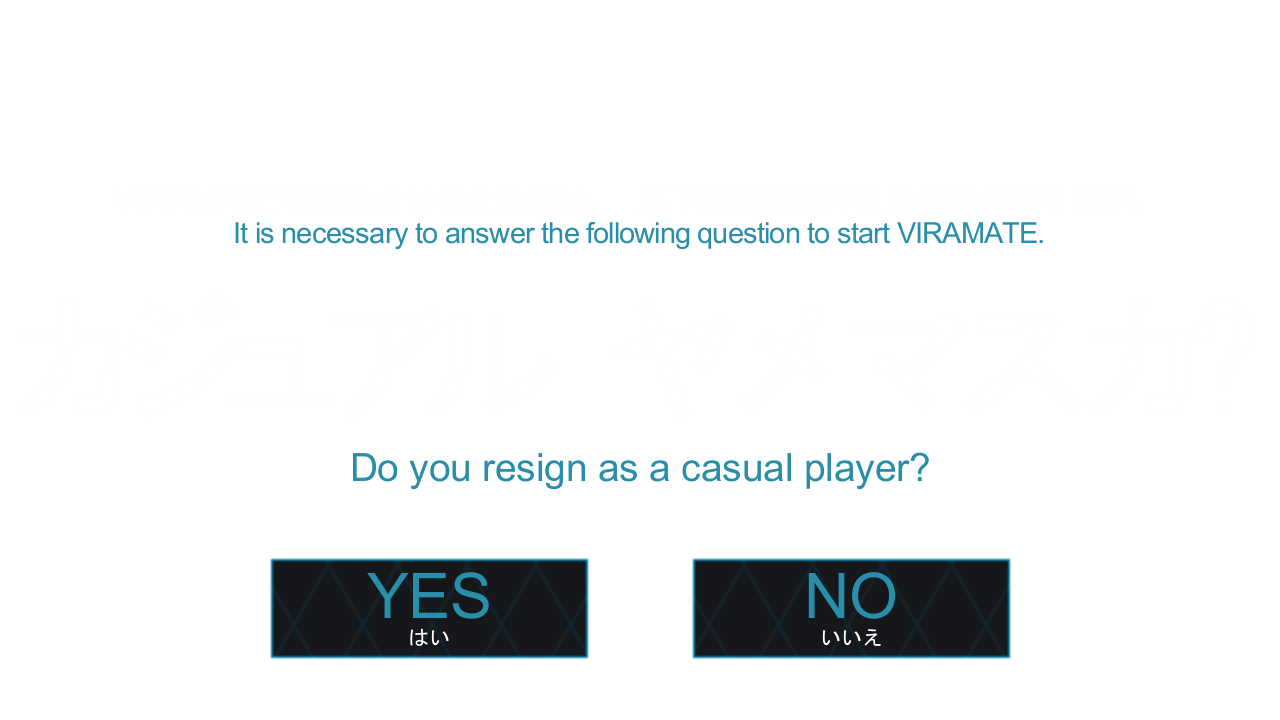 It is necessary to answer the following question to start VIRAMATE.
Do you resign as a casual player?
YES
はい
NO
いいえ